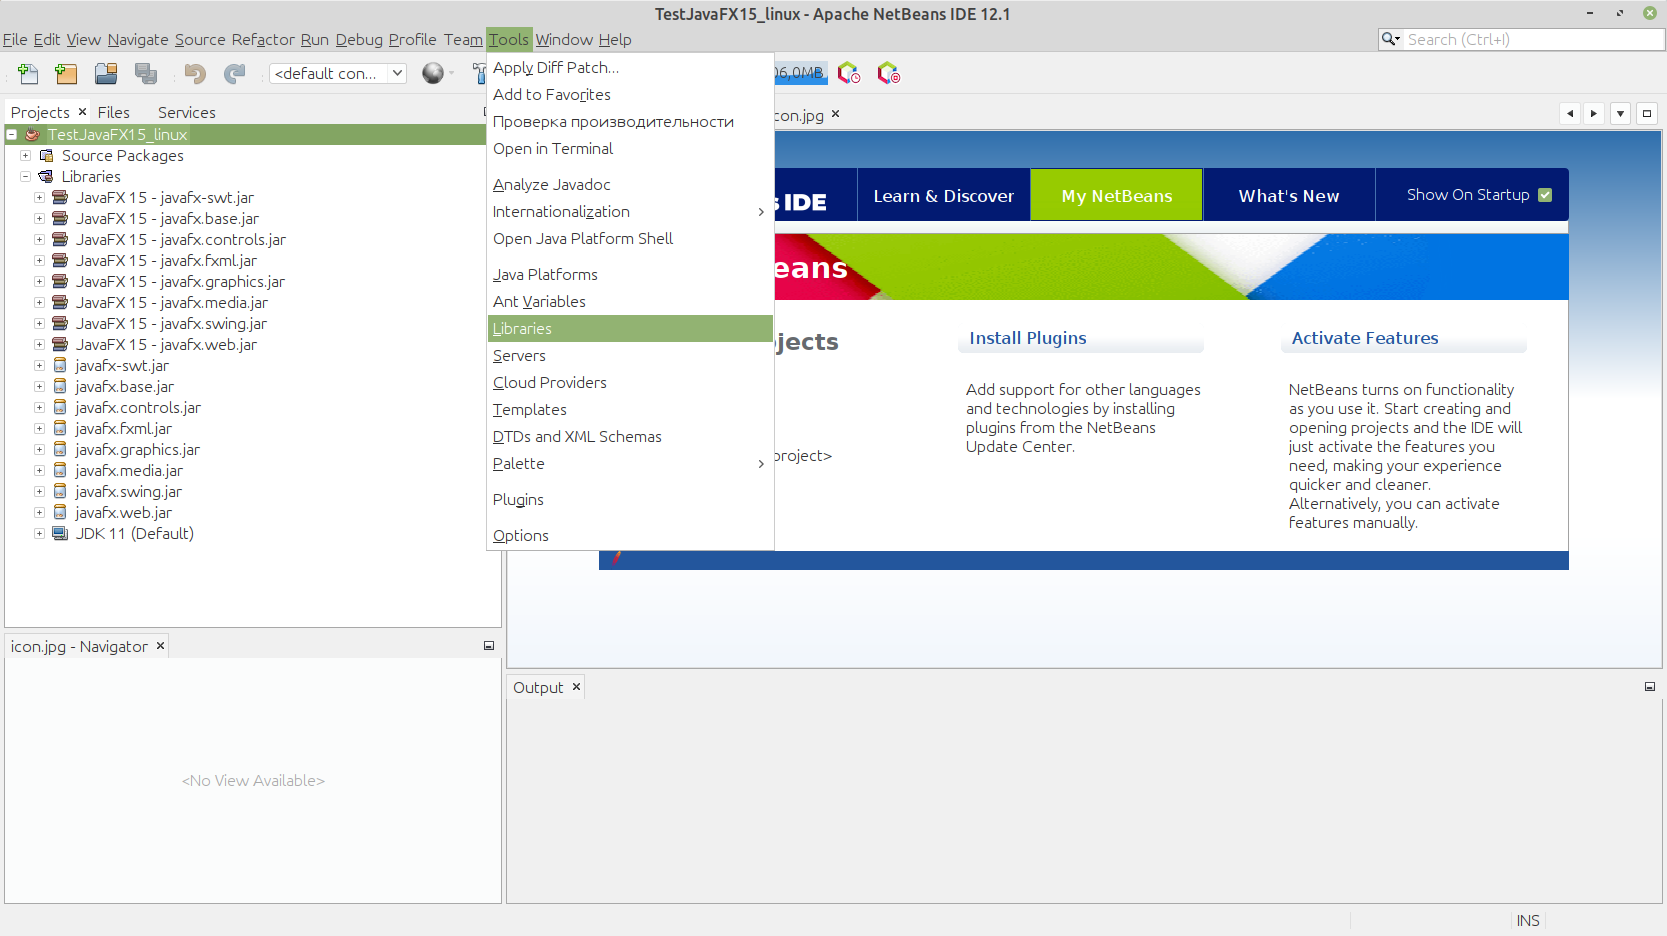 TestJavaFX15_linux - Apache NetBeans IDE 12.1
File Edit View Navigate Source Refactor Run Debug Profile Team Tools Window Help
Search (Ctrl+I)
<default con...
06,0MB
Projects
Files
Services
TestJavaFX15_linux
Source Packages
Libraries
JavaFX 15 - javafx-swt.jar
JavaFX 15 - javafx.base.jar
JavaFX 15 - javafx.controls.jar
JavaFX 15 - javafx.fxml.jar
JavaFX 15 - javafx.graphics.jar
JavaFX 15 - javafx.media.jar
JavaFX 15 - javafx.swing.jar
JavaFX 15 - javafx.web.jar
javafx-swt.jar
javafx.base.jar
javafx.controls.jar
javafx.fxml.jar
javafx.graphics.jar
javafx.media.jar
javafx.swing.jar
javafx.web.jar
JDK 11 (Default)
Apply Diff Patch...
Add to Favorites
Проверка производительности
Open in Terminal
Analyze Javadoc
Internationalization
Open Java Platform Shell
Java Platforms
Ant Variables
Libraries
Servers
Cloud Providers
Templates
DTDs and XML Schemas
Palette
Plugins
Options
con.jpg
IDE
Learn & Discover
My NetBeans
What's New
Show On Startup
eans
jects
project>
Install Plugins
Add support for other languages
and technologies by installing
plugins from the NetBeans
Update Center.
Activate Features
NetBeans turns on functionality
as you use it. Start creating and
opening projects and the IDE will
just activate the features you
need, making your experience
quicker and cleaner.
Alternatively, you can activate
features manually.
icon.jpg - Navigator
<No View Available>
Output
INS